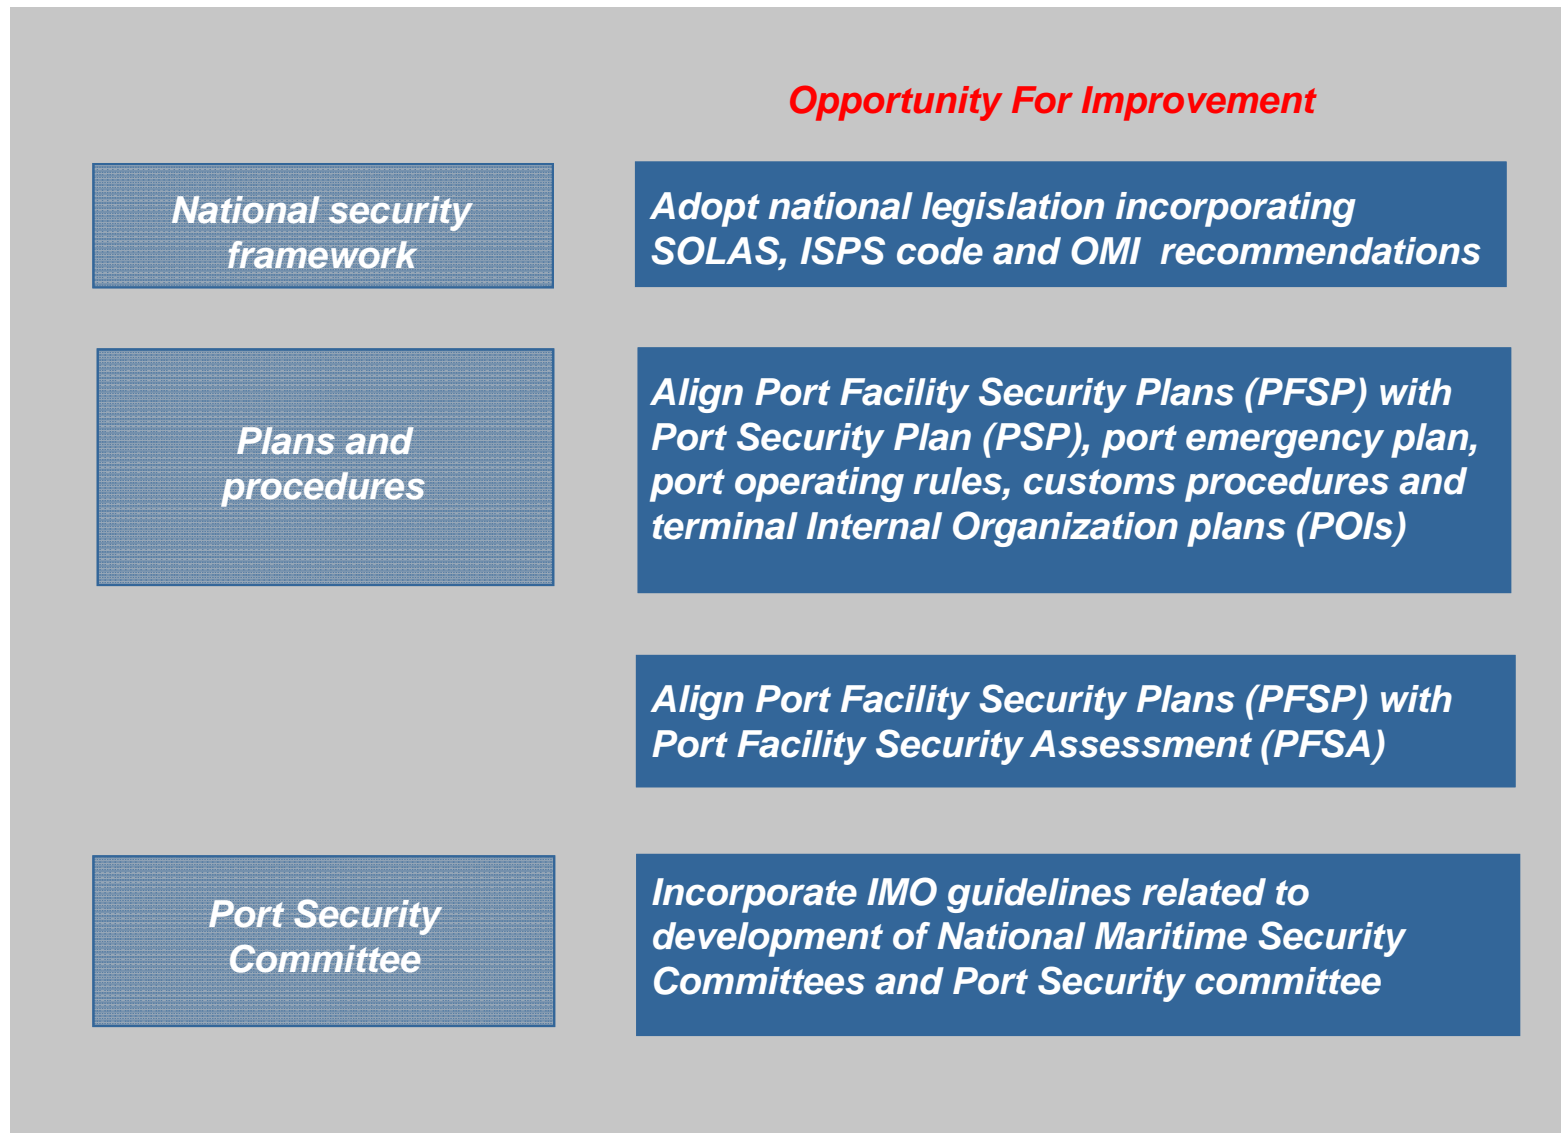 Opportunity For Improvement
National security
framework
Adopt national legislation incorporating
SOLAS, ISPS code and OMI  recommendations
Plans and
procedures
Align Port Facility Security Plans (PFSP) with
Port Security Plan (PSP), port emergency plan,
port operating rules, customs procedures and
terminal Internal Organization plans (POIs)
Align Port Facility Security Plans (PFSP) with
Port Facility Security Assessment (PFSA)
Port Security
Committee
Incorporate IMO guidelines related to
development of National Maritime Security
Committees and Port Security committee